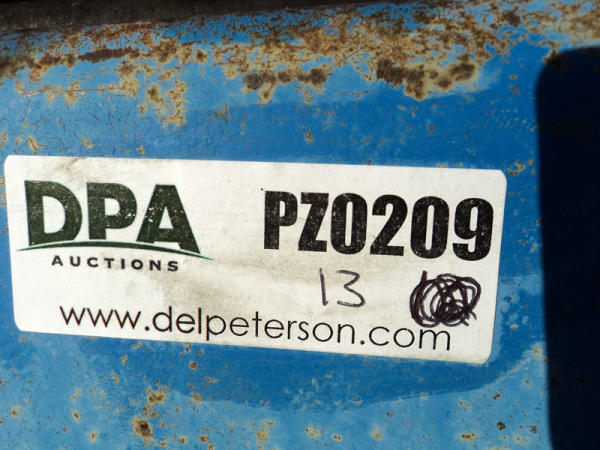 DPA
AUCTIONS
PZ0209
13
www.delpeterson.com